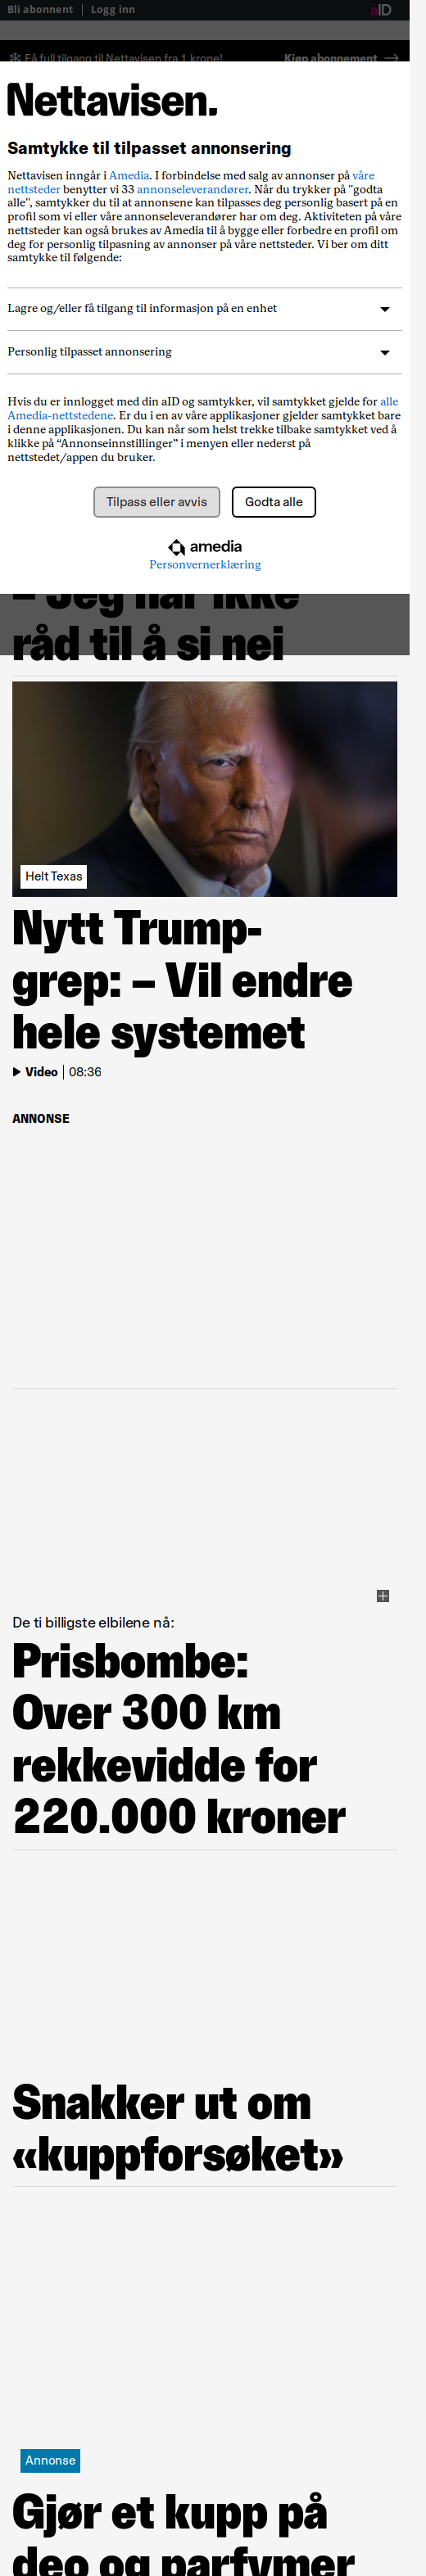 Bli abonnent | Logg inn aID
Få full tilgang til Nettavisen fra 1 krone! Kjøp abonnement
Nettavisen.
Samtykke til tilpasset annonsering
Nettavisen inngår i Amedia. I forbindelse med salg av annonser på våre
nettsteder benytter vi 33 annonseleverandører. Når du trykker på "godta
alle", samtykker du til at annonsene kan tilpasses deg personlig basert på en
profil som vi eller våre annonseleverandører har om deg. Aktiviteten på våre
nettsteder kan også brukes av Amedia til å bygge eller forbedre en profil om
deg for personlig tilpasning av annonser på våre nettsteder. Vi ber om ditt
samtykke til følgende:
Lagre og/eller få tilgang til informasjon på en enhet
Personlig tilpasset annonsering
Hvis du er innlogget med din aID og samtykker, vil samtykket gjelde for alle
Amedia-nettstedene. Er du i en av våre applikasjoner gjelder samtykket bare
i denne applikasjonen. Du kan når som helst trekke tilbake samtykket ved å
klikke på “Annonseinnstillinger” i menyen eller nederst på
nettstedet/appen du bruker.
Tilpass eller avvis Godta alle
amedia
Personvernerklæring
– Jeg har ikke
råd til å si nei
Helt Texas
Nytt Trump-
grep: – Vil endre
hele systemet
Video | 08:36
ANNONSE
De ti billigste elbilene nå:
Prisbombe:
Over 300 km
rekkevidde for
220.000 kroner
Snakker ut om
«kuppforsøket»
Annonse
Gjør et kupp på
deo og parfymer